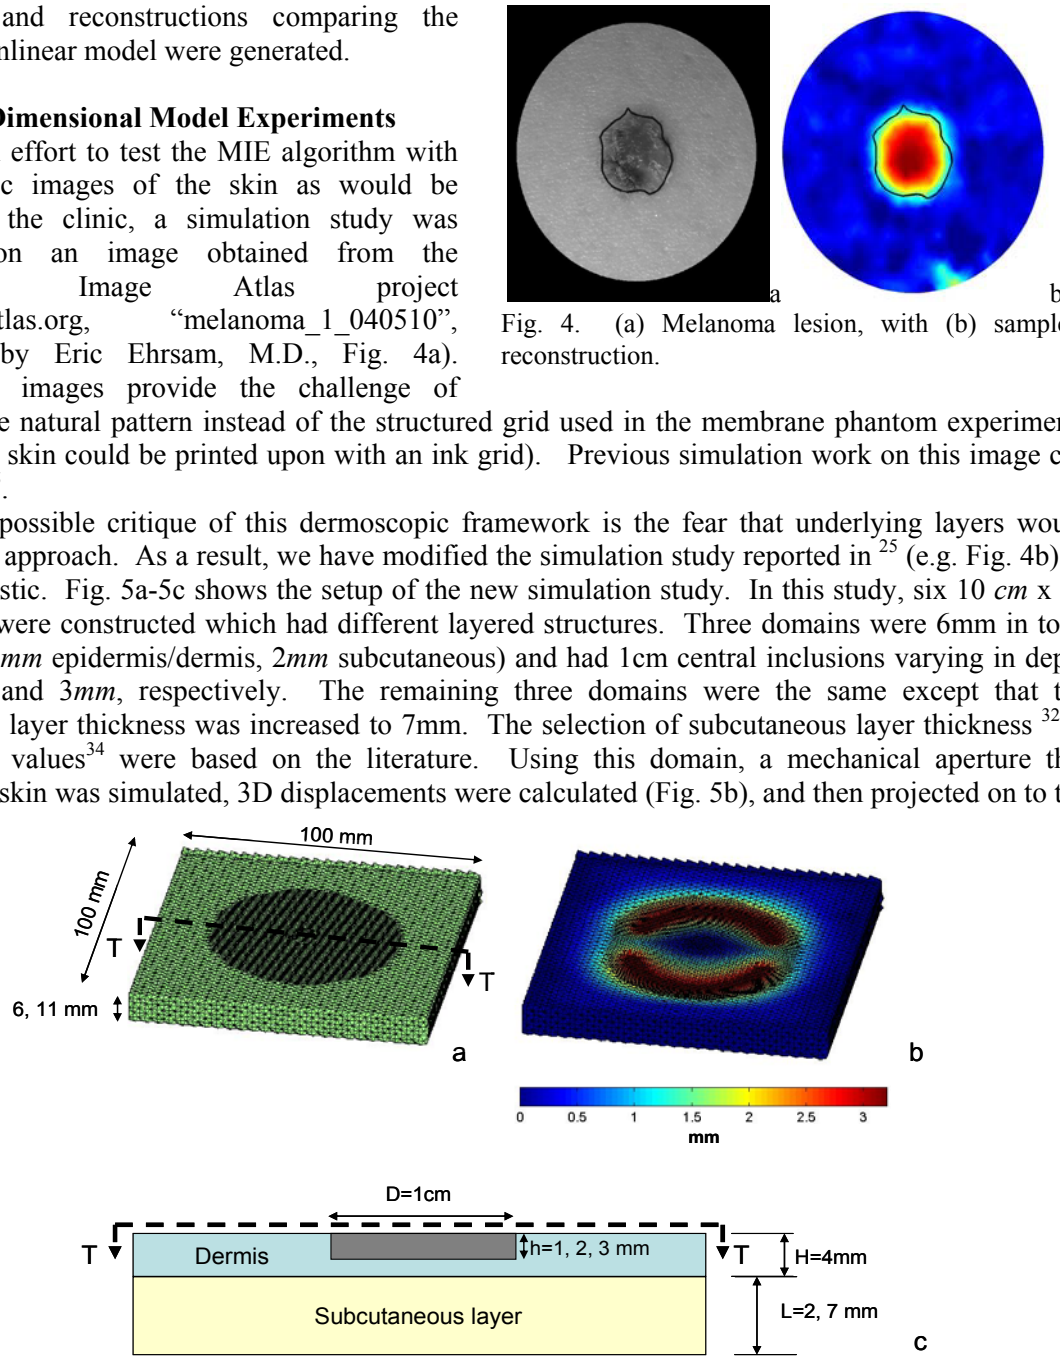 and reconstructions comparing the
nlinear model were generated.
Dimensional Model Experiments
effort to test the MIE algorithm with
c images of the skin as would be
the clinic, a simulation study was
on an image obtained from the
Image Atlas project
tlas.org, “melanoma_1_040510”,
by Eric Ehrsam, M.D., Fig. 4a).
images provide the challenge of
a
b
Fig. 4. (a) Melanoma lesion, with (b) sample
reconstruction.
e natural pattern instead of the structured grid used in the membrane phantom experimen
skin could be printed upon with an ink grid). Previous simulation work on this image c
.
possible critique of this dermoscopic framework is the fear that underlying layers wou
approach. As a result, we have modified the simulation study reported in 25 (e.g. Fig. 4b)
stic. Fig. 5a-5c shows the setup of the new simulation study. In this study, six 10 cm x
were constructed which had different layered structures. Three domains were 6mm in to
mm epidermis/dermis, 2mm subcutaneous) and had 1cm central inclusions varying in dep
and 3mm, respectively. The remaining three domains were the same except that t
layer thickness was increased to 7mm. The selection of subcutaneous layer thickness 32
values34 were based on the literature. Using this domain, a mechanical aperture th
skin was simulated, 3D displacements were calculated (Fig. 5b), and then projected on to t
100 mm
100 mm
T
T
6, 11 mm
a
b
0 0.5 1 1.5 2 2.5 3
mm
D=1cm
T
Dermis
h=1, 2, 3 mm
T
H=4mm
Subcutaneous layer
L=2, 7 mm
c